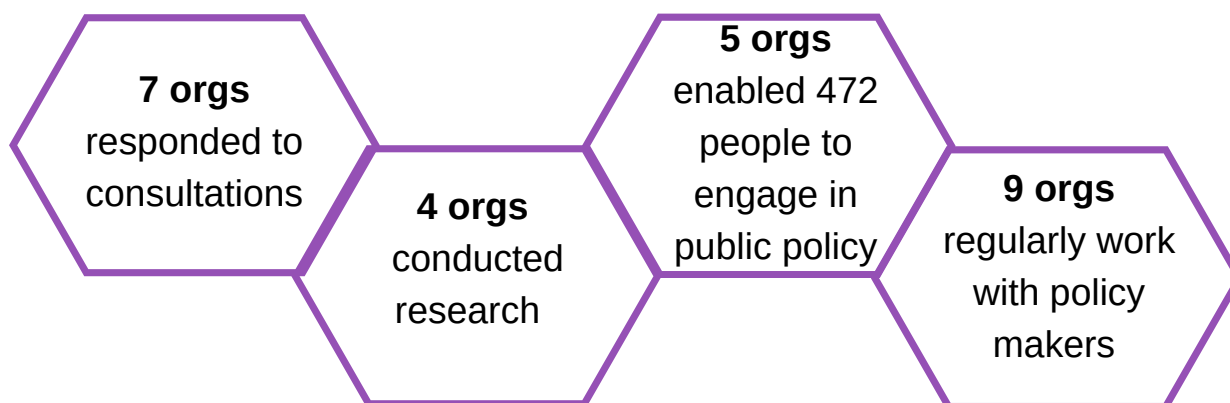 7 orgs
responded to
consultations
4 orgs
conducted
research
5 orgs
enabled 472
people to
engage in
public policy
9 orgs
regularly work
with policy
makers